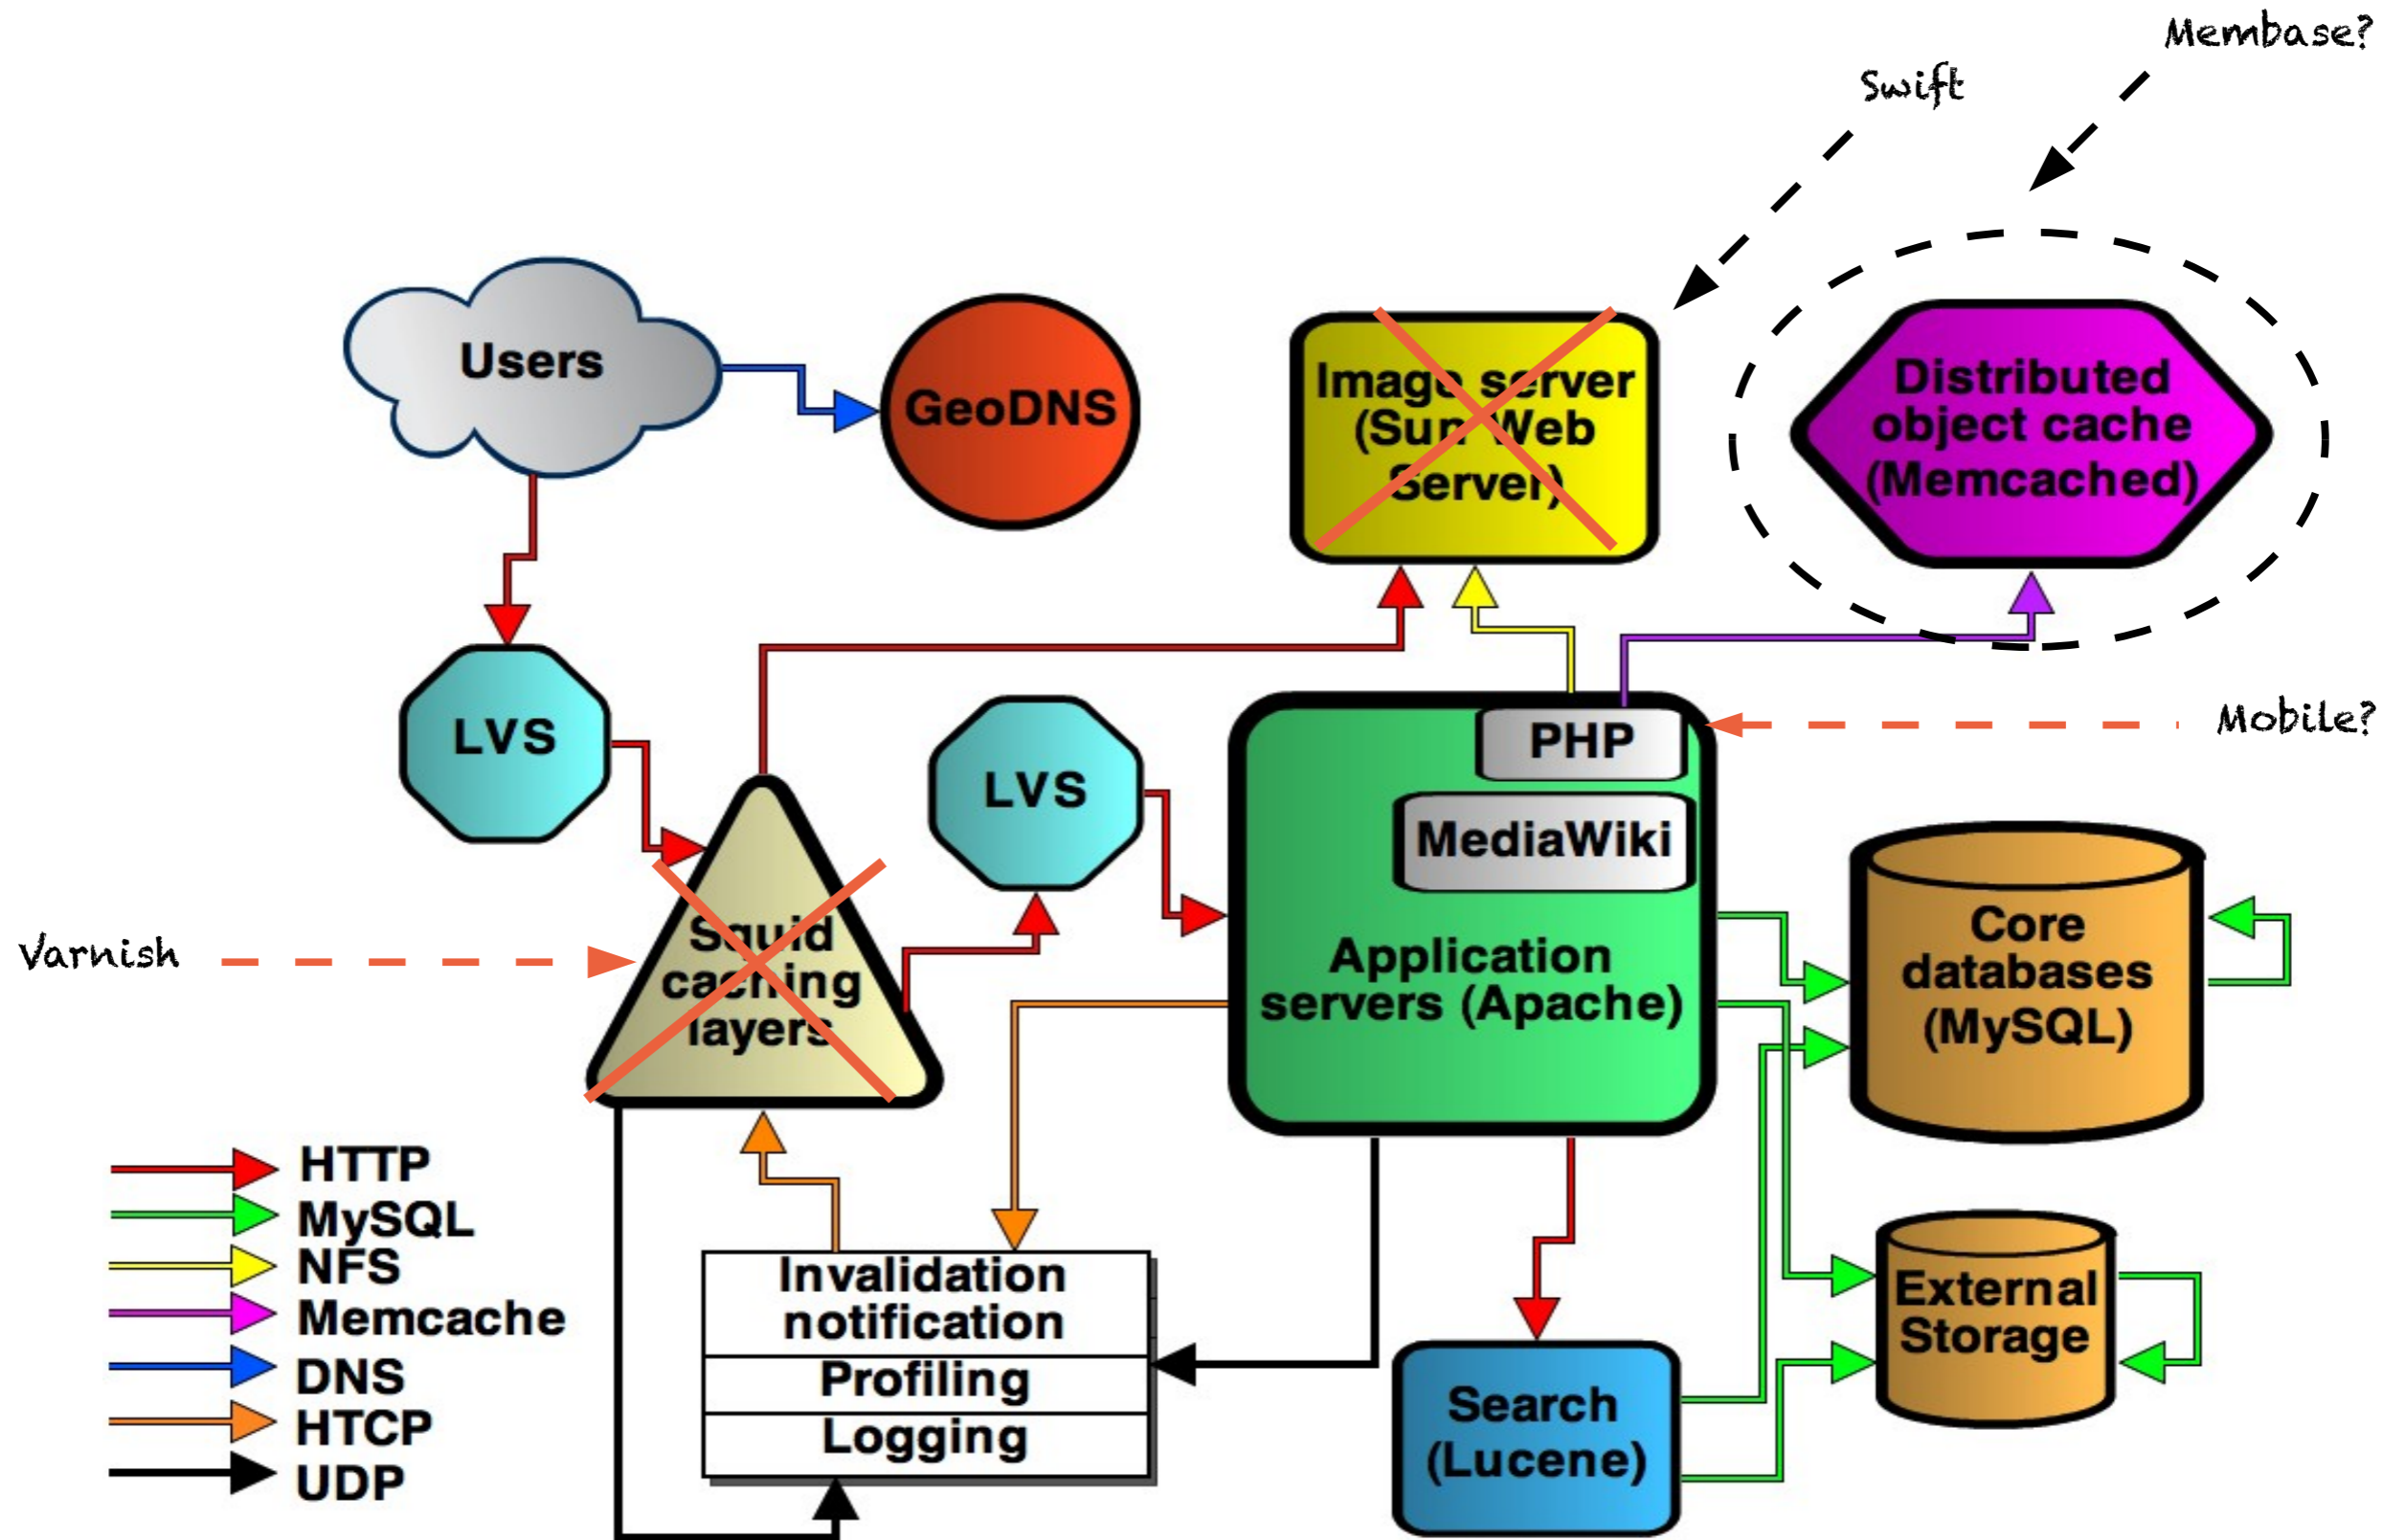 Membase?
Swift
Users
GeoDNS
Image server
(Sun Web
Server)
Distributed
object cache
(Memcached)
LVS
LVS
PHP
Mobile?
MediaWiki
Varnish
Squid
caching
layers
Application
servers (Apache)
Core
databases
(MySQL)
HTTP
MySQL
NFS
Memcache
DNS
HTCP
UDP
Invalidation
notification
Profiling
Logging
Search
(Lucene)
External
Storage